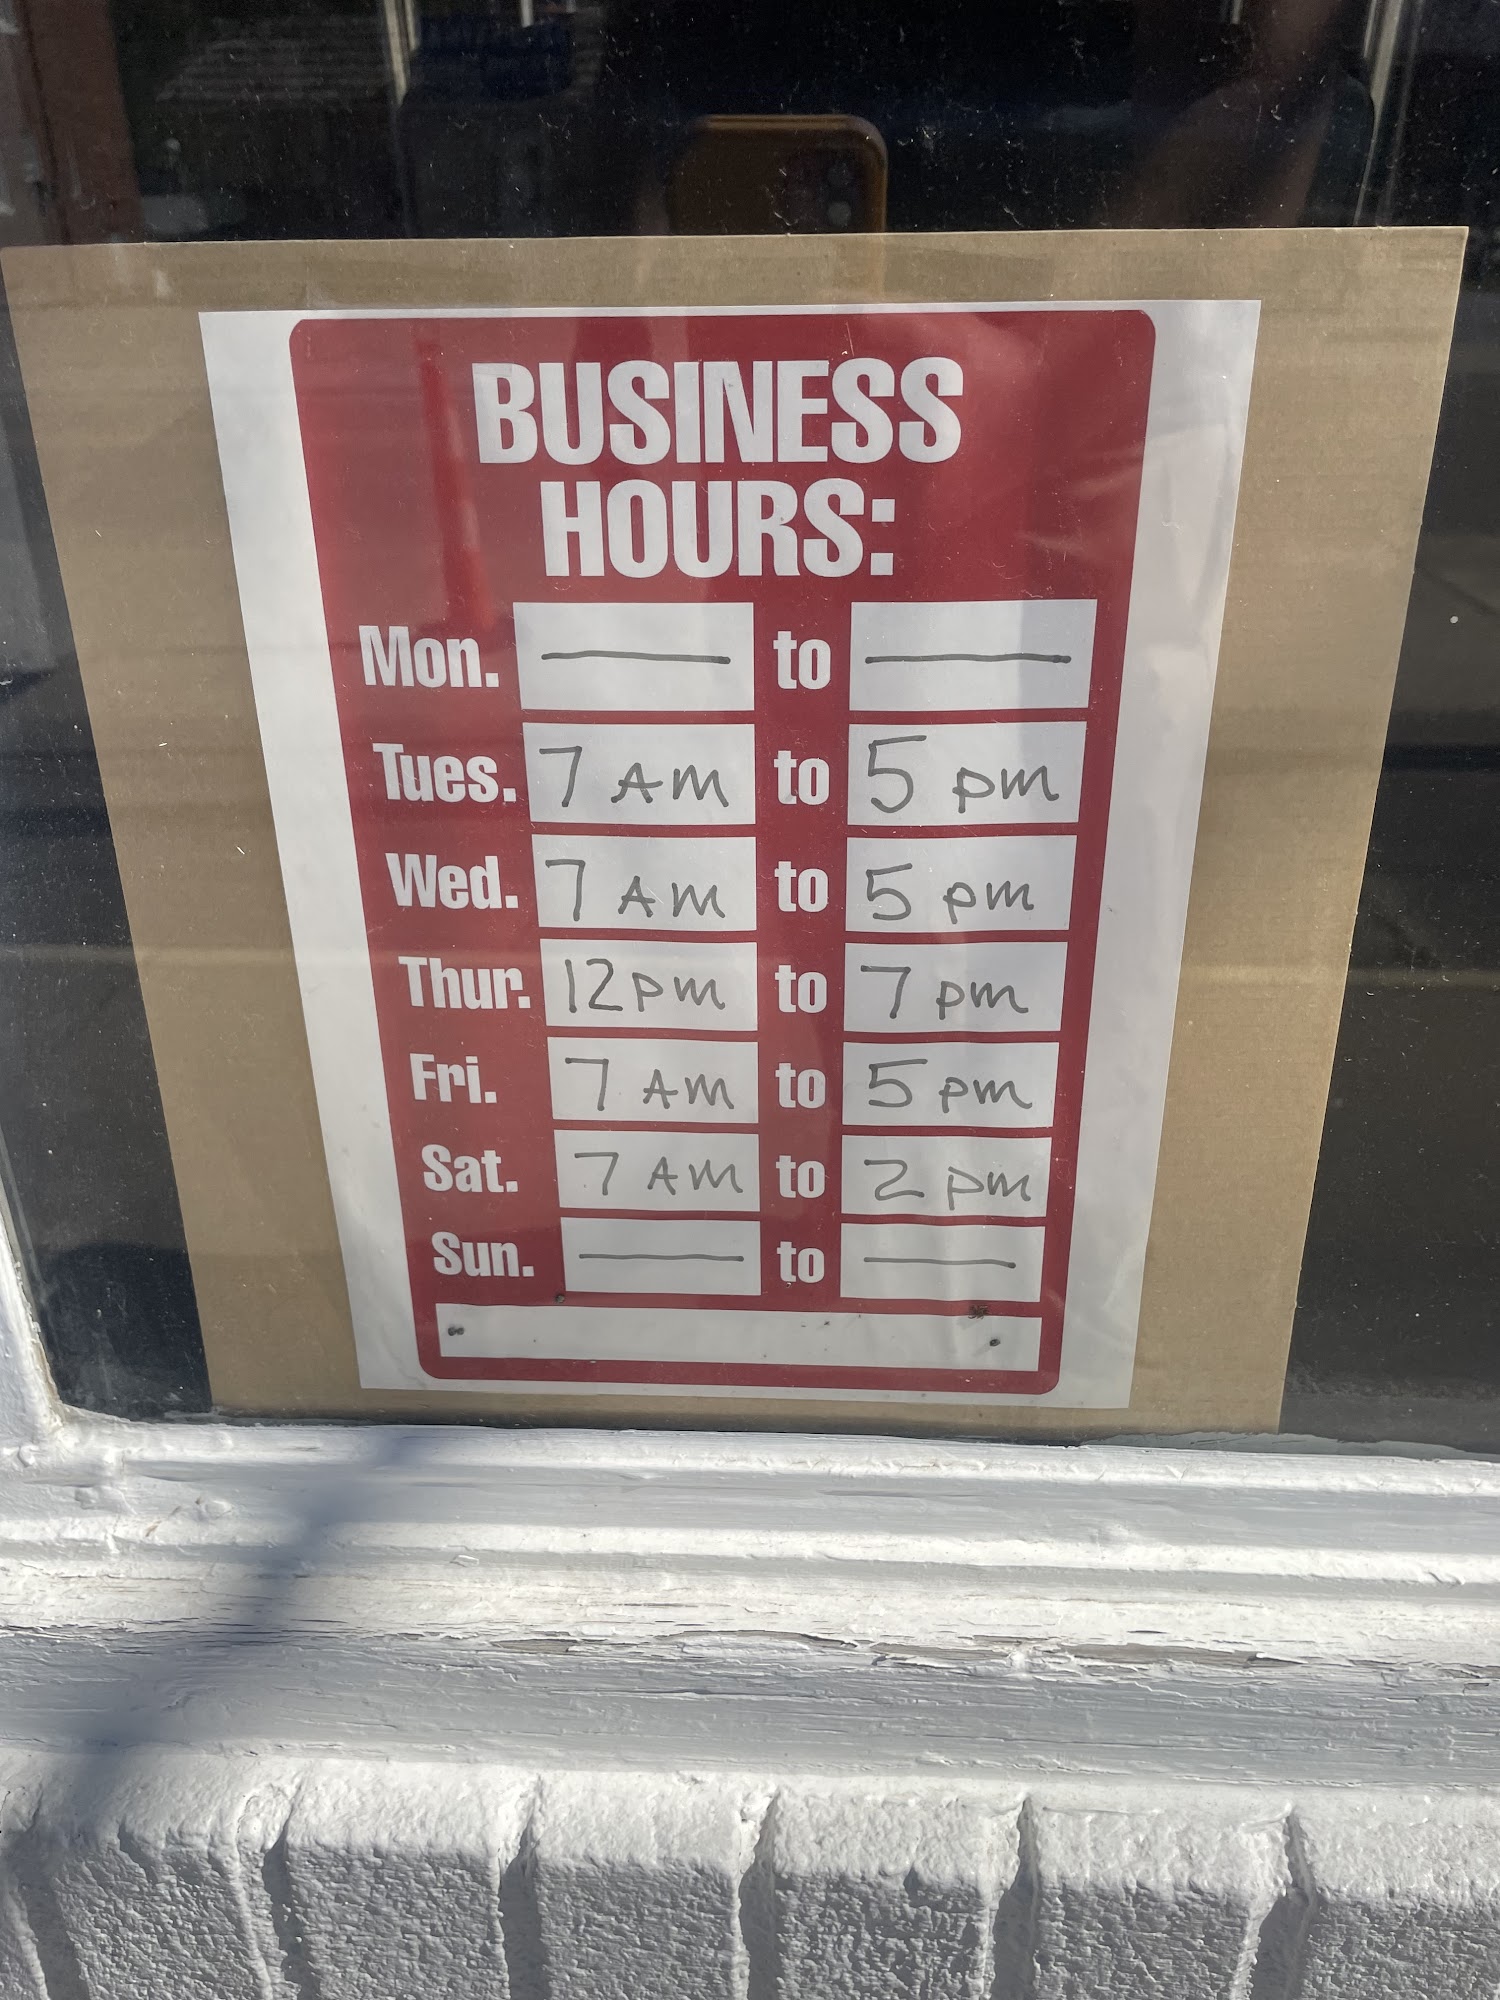 BUSINESS
HOURS:
Mon. — to —
Tues. 7 AM to 5 pm
Wed. 7 AM to 5 pm
Thur. 12pm to 7 pm
Fri. 7 AM to 5 pm
Sat. 7 AM to 2 pm
Sun. — to —